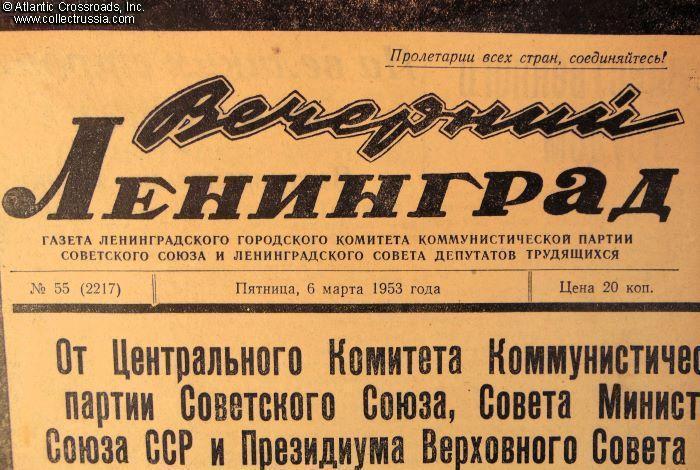 © Atlantic Crossroads, Inc.
www.collectrussia.com
Пролетарии всех стран, соединяйтесь!
Вечерний
Ленинград
ГАЗЕТА ЛЕНИНГРАДСКОГО ГОРОДСКОГО КОМИТЕТА КОММУНИСТИЧЕСКОЙ ПАРТИИ
СОВЕТСКОГО СОЮЗА И ЛЕНИНГРАДСКОГО СОВЕТА ДЕПУТАТОВ ТРУДЯЩИХСЯ
№ 55 (2217) Пятница, 6 марта 1953 года Цена 20 коп.
От Центрального Комитета Коммунистичес
партии Советского Союза, Совета Минист
Союза ССР и Президиума Верховного Совета